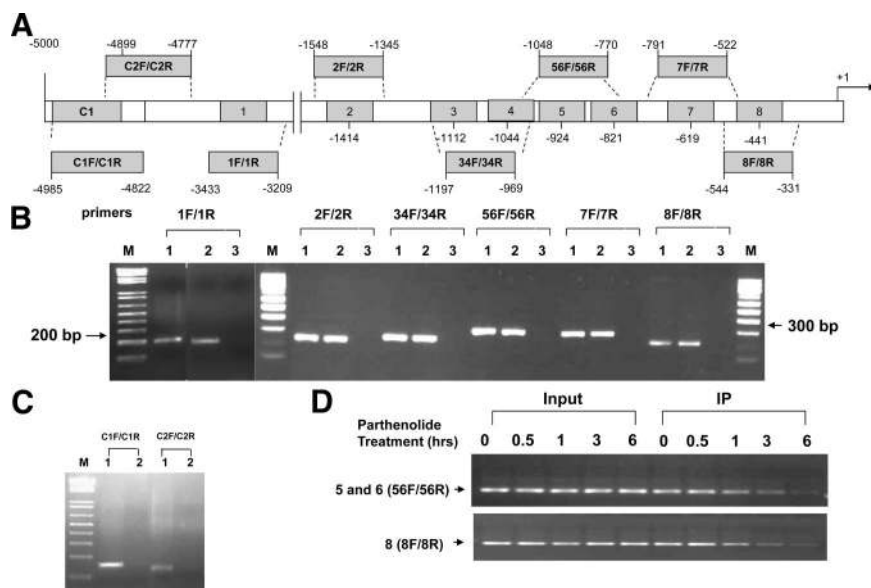 A
-5000
-4899 -4777
-1548 -1345
-1048 -770
-791 -522
+1
C2F/C2R 2F/2R 56F/56R 7F/7R
C1 1 2 3 4 5 6 7 8
-1414 -1112 -1044 -924 -821 -619 -441
C1F/C1R 1F/1R 34F/34R 8F/8R
-4985 -4822 -3433 -3209 -1197 -969 -544 -331
B
primers 1F/1R 2F/2R 34F/34R 56F/56R 7F/7R 8F/8R
M 1 2 3 M 1 2 3 1 2 3 1 2 3 1 2 3 1 2 3 M
200 bp
300 bp
C
C1F/C1R C2F/C2R
M 1 2 1 2
D
Input IP
Parthenolide
Treatment (hrs) 0 0.5 1 3 6 0 0.5 1 3 6
5 and 6 (56F/56R)
8 (8F/8R)